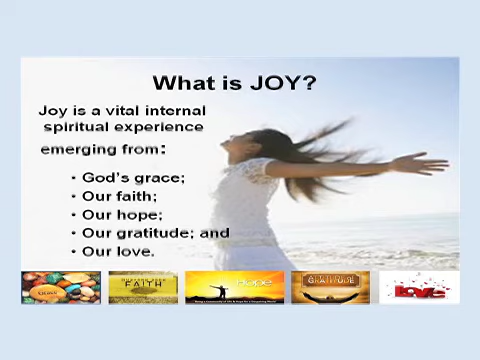 What is JOY?
Joy is a vital internal
spiritual experience
emerging from:
• God's grace;
• Our faith;
• Our hope;
• Our gratitude; and
• Our love.
FAITH
hope
GRATITUDE
Love